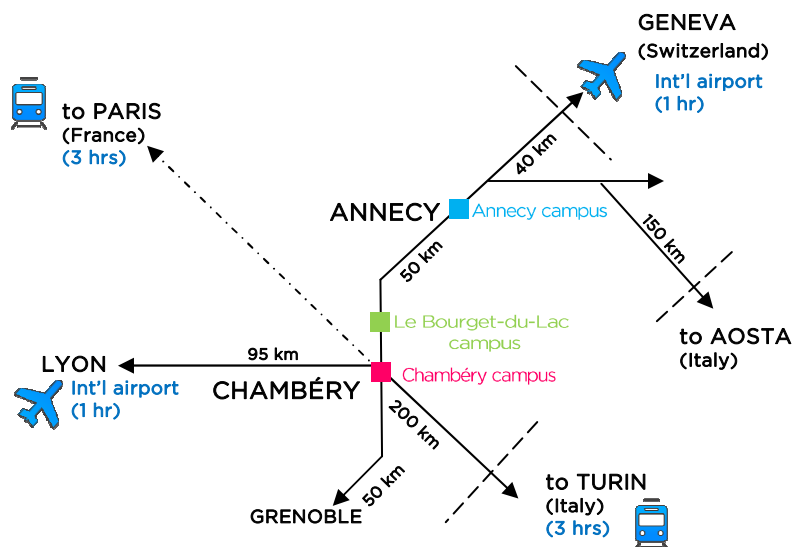 GENEVA
(Switzerland)
Int'l airport
(1 hr)
to PARIS
(France)
(3 hrs)
40 km
ANNECY
Annecy campus
150 km
50 km
Le Bourget-du-Lac
campus
to AOSTA
(Italy)
95 km
LYON
Int'l airport
(1 hr)
CHAMBÉRY
Chambéry campus
200 km
50 km
GRENOBLE
to TURIN
(Italy)
(3 hrs)